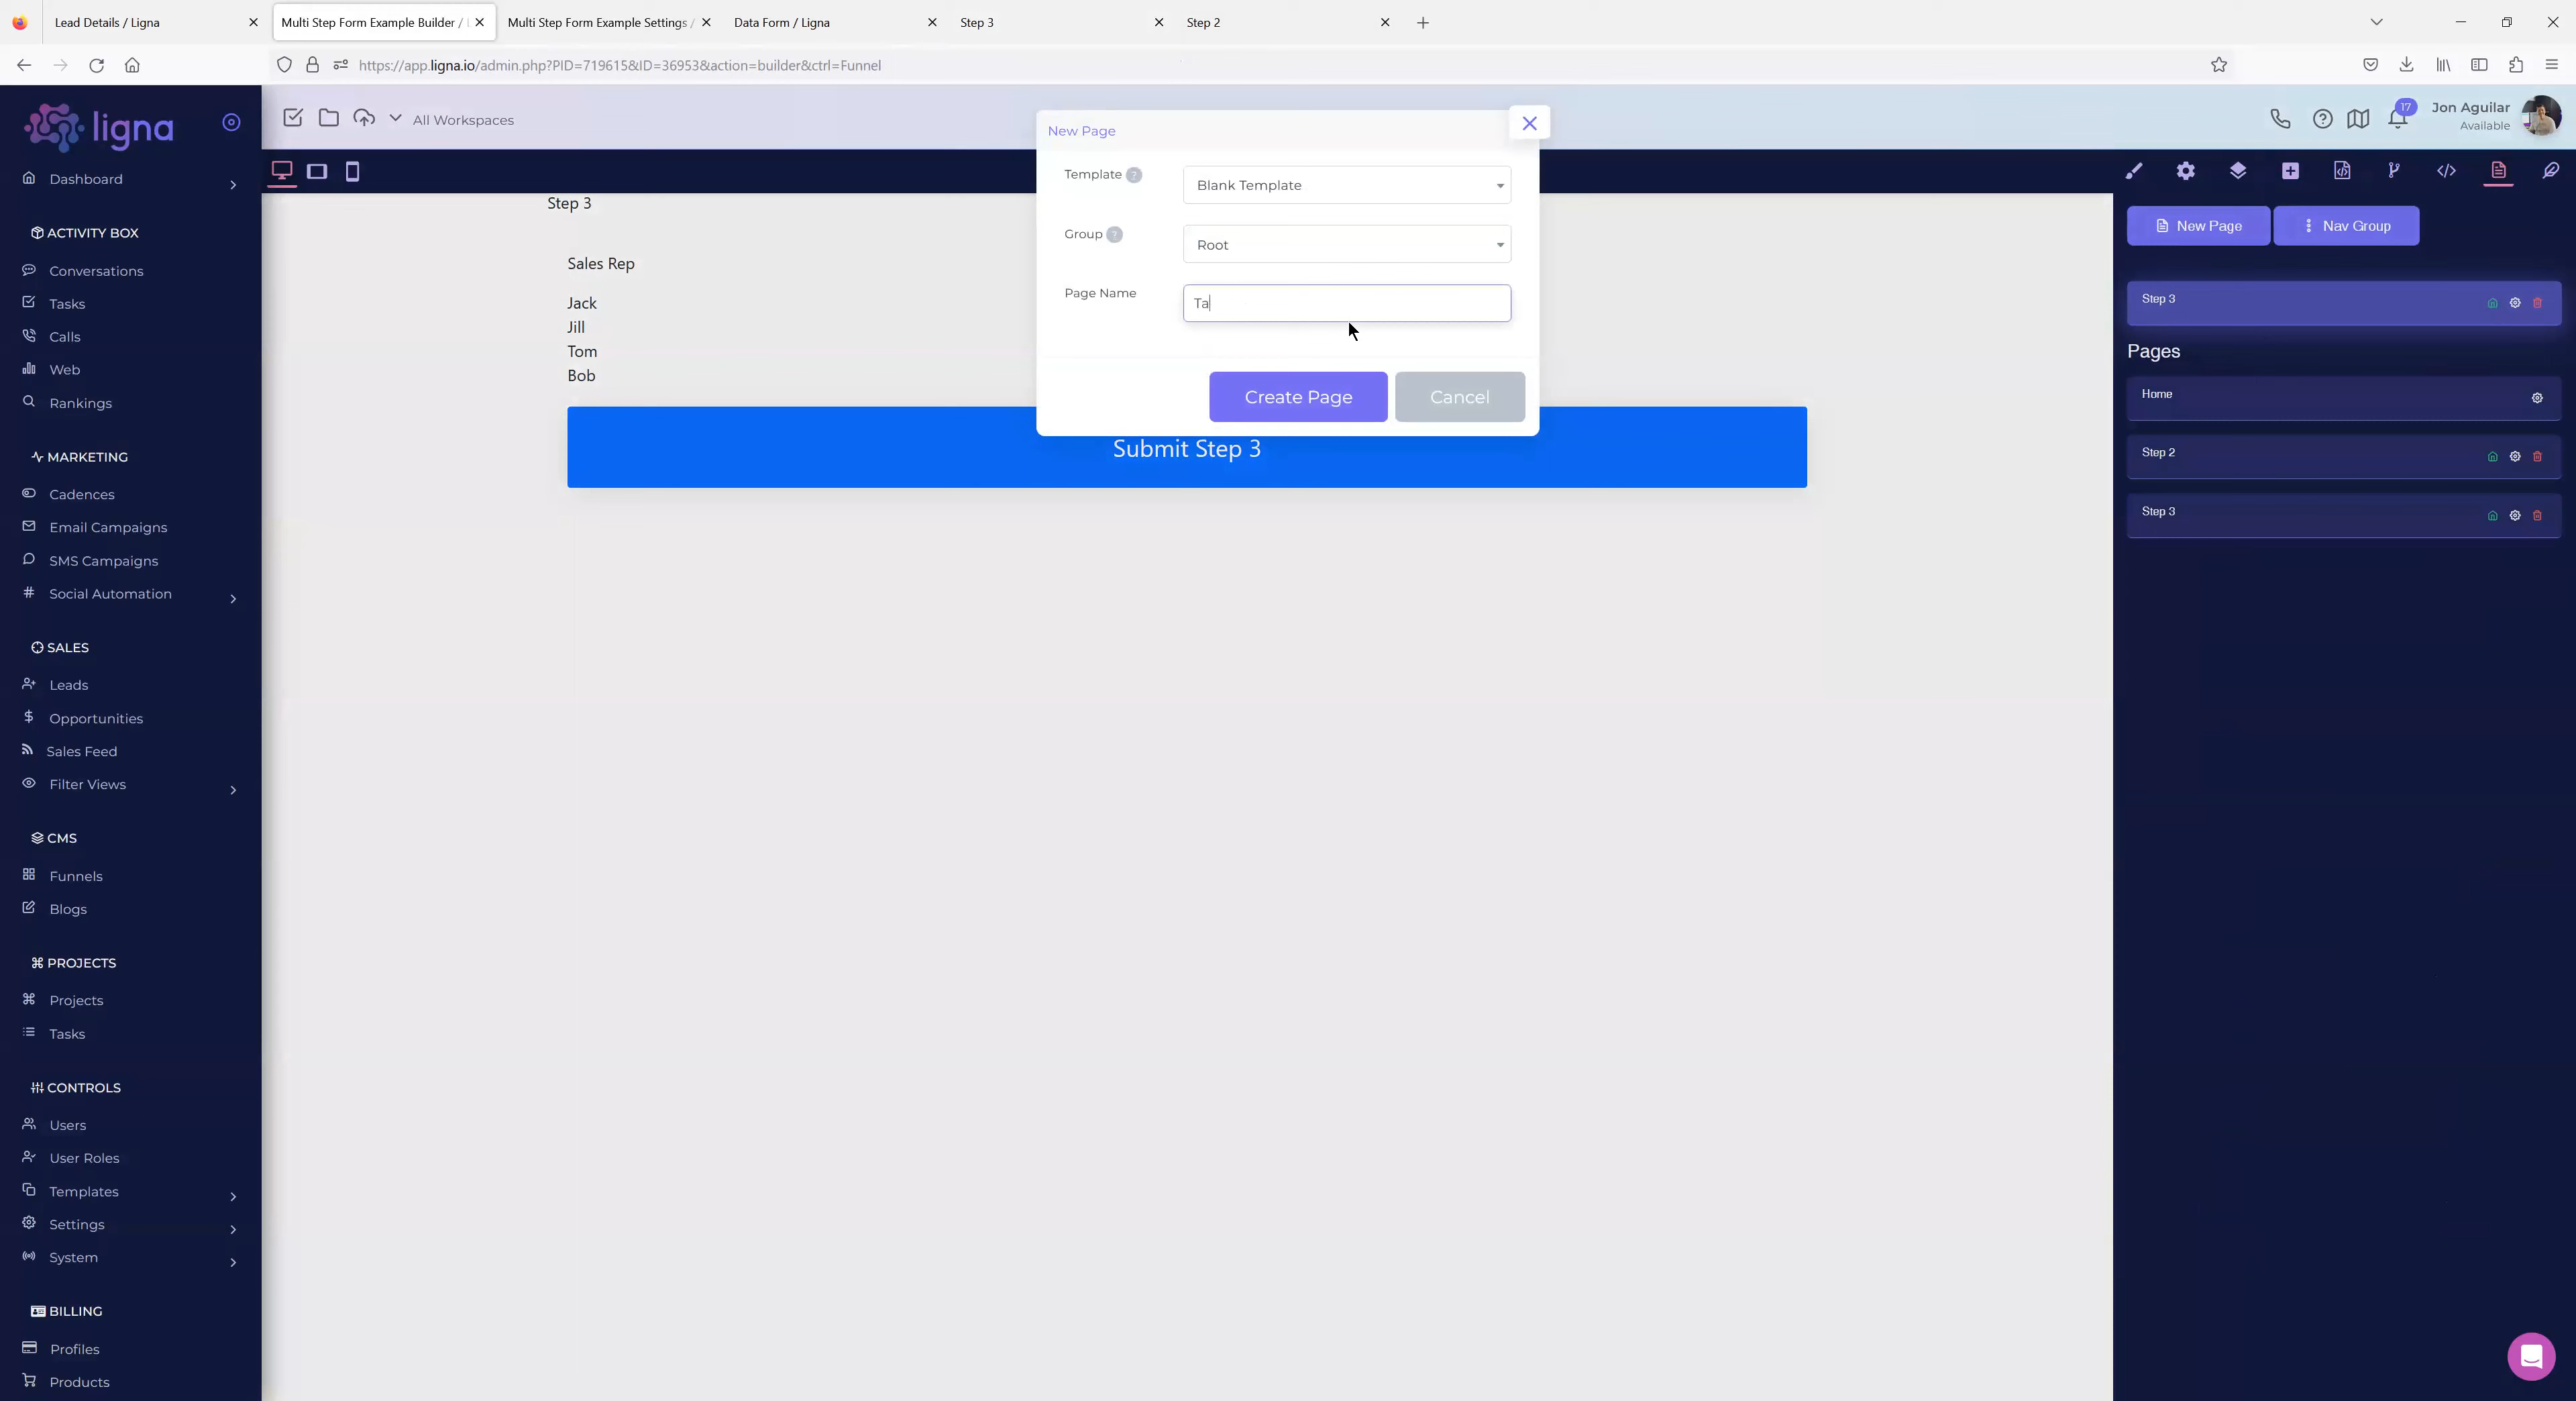 Lead Details / Ligna
Multi Step Form Example Builder /
Multi Step Form Example Settings /
Data Form / Ligna
Step 3
Step 2
https://app.ligna.io/admin.php?PID=719615&ID=36953&action=builder&ctrl=Funnel
ligna
All Workspaces
17
Jon Aguilar
Available
Dashboard
ACTIVITY BOX
Conversations
Tasks
Calls
Web
Rankings
MARKETING
Cadences
Email Campaigns
SMS Campaigns
Social Automation
SALES
Leads
Opportunities
Sales Feed
Filter Views
CMS
Funnels
Blogs
PROJECTS
Projects
Tasks
CONTROLS
Users
User Roles
Templates
Settings
System
BILLING
Profiles
Products
Step 3
Sales Rep
Jack
Jill
Tom
Bob
Submit Step 3
New Page
Template ?
Blank Template
Group ?
Root
Page Name
Ta
Create Page
Cancel
New Page
Nav Group
Step 3
Pages
Home
Step 2
Step 3